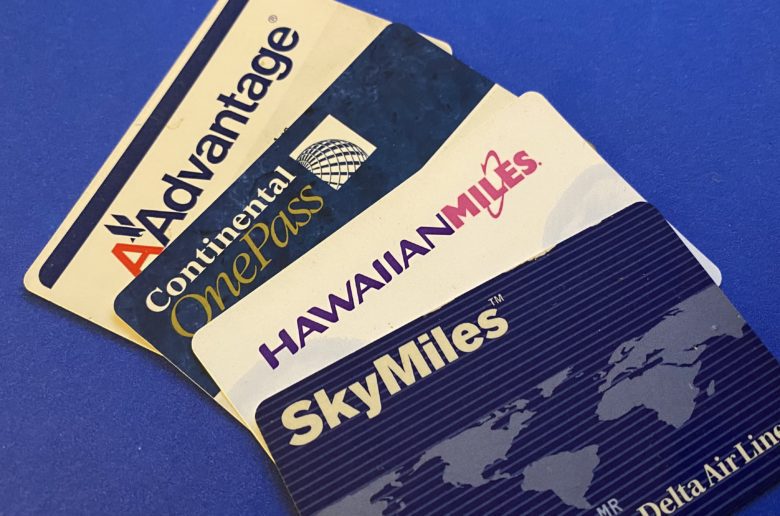 AAdvantage®
Continental
OnePass
HAWAIIANMILES.
SkyMiles™
MR
Delta Air Line